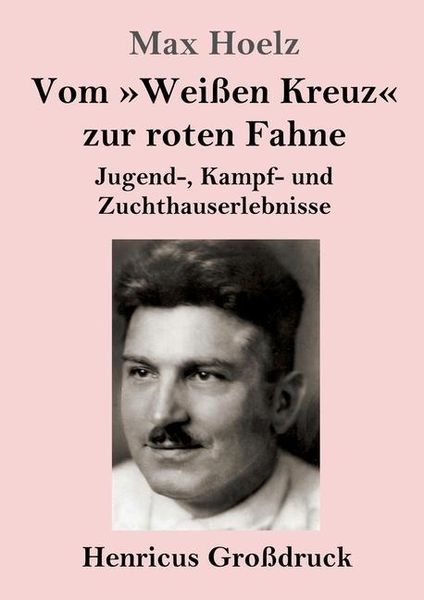 Max Hoelz
Vom »Weißen Kreuz«
zur roten Fahne
Jugend-, Kampf- und
Zuchthauserlebnisse
Henricus Großdruck